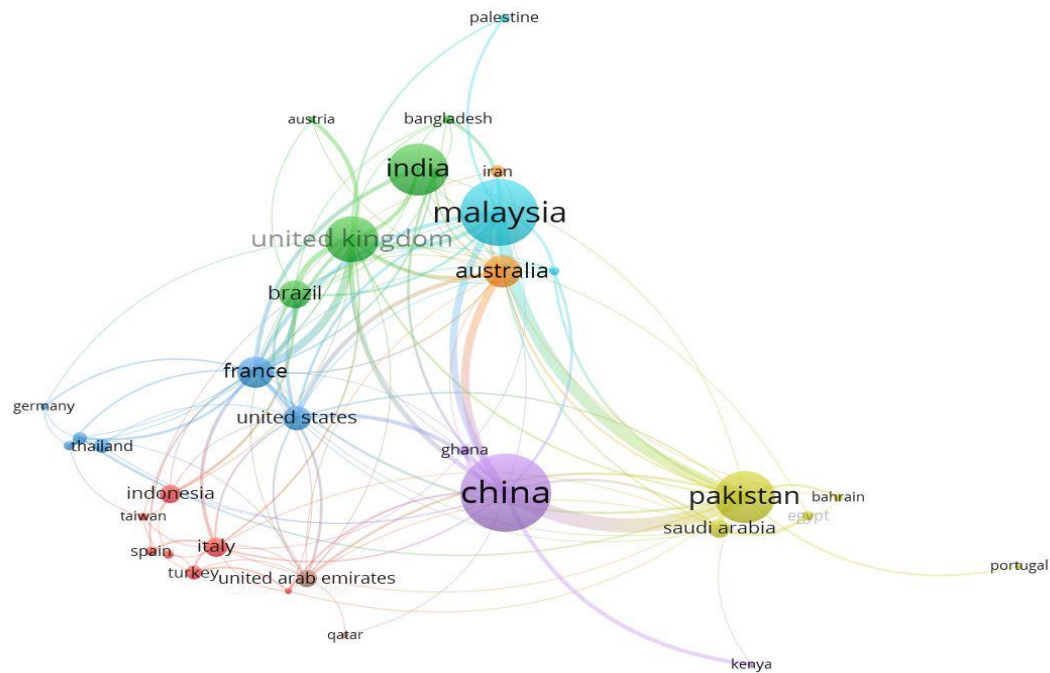 palestine
austria
bangladesh
india
iran
malaysia
united kingdom
australia
brazil
france
germany
united states
thailand
ghana
indonesia
china
pakistan
bahrain
taiwan
egypt
saudi arabia
spain
italy
turkey
united arab emirates
portugal
qatar
kenya